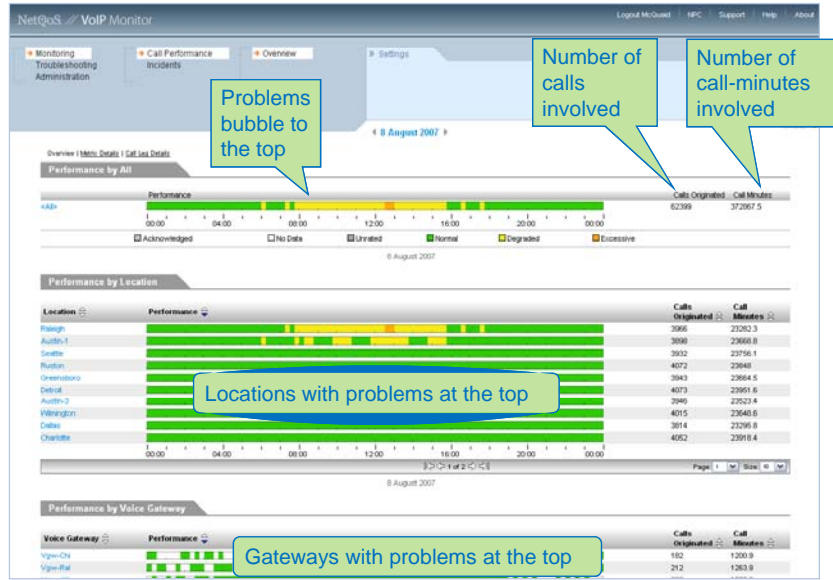 NetQoS // VoIP Monitor
Logout McQueed NPC Support Help About
Monitoring
Troubleshooting
Administration
Call Performance
Incidents
Overview
Settings
Problems
bubble to
the top
Number of
calls
involved
Number of
call-minutes
involved
8 August 2007
Overview | Metric Details | Call Leg Details
Performance by All
Performance Calls Originated Call Minutes
<All> 62399 372867.5
00:00 04:00 08:00 12:00 16:00 20:00 00:00
Acknowledged No Data Unrated Normal Degraded Excessive
8 August 2007
Performance by Location
Location Performance Calls Originated Call Minutes
Raleigh 3966 23282.3
Austin-1 3898 23668.8
Seattle 3932 23756.1
Ruston 4072 23848
Greensboro 3943 23664.5
Detroit 4073 23951.6
Austin-2 3946 23523.4
Wilmington 4015 23648.6
Dallas 3814 23295.8
Charlotte 4052 23918.4
Locations with problems at the top
00:00 04:00 08:00 12:00 16:00 20:00 00:00
1 of 2 Page: 1 Size: 10
8 August 2007
Performance by Voice Gateway
Voice Gateway Performance Calls Originated Call Minutes
Vgw-Chi 182 1200.9
Vgw-Ral 212 1263.9
Gateways with problems at the top